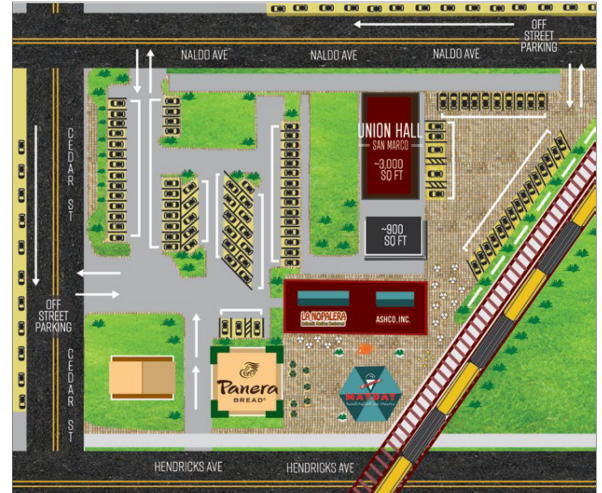 OFF
STREET
PARKING
NALDO AVE
NALDO AVE
NALDO AVE
CEDAR ST
UNION HALL
SAN MARCO
~3,000
SQ FT
~900
SQ FT
OFF
STREET
PARKING
LA NOPALERA
ASHCO, INC.
CEDAR ST
Panera
BREAD®
MAYDAY
HENDRICKS AVE
HENDRICKS AVE